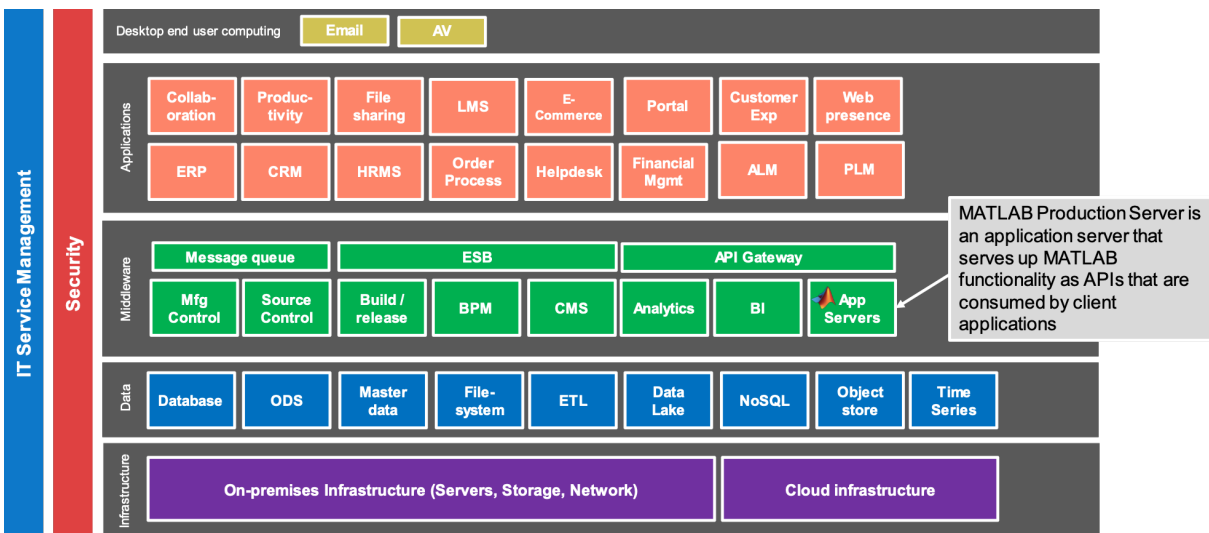 IT Service Management
Security
Desktop end user computing
Email
AV
Applications
Collab-
oration
Produc-
tivity
File
sharing
LMS
E-
Commerce
Portal
Customer
Exp
Web
presence
ERP
CRM
HRMS
Order
Process
Helpdesk
Financial
Mgmt
ALM
PLM
Middleware
Message queue
ESB
API Gateway
Mfg
Control
Source
Control
Build /
release
BPM
CMS
Analytics
BI
App
Servers
MATLAB Production Server is
an application server that
serves up MATLAB
functionality as APIs that are
consumed by client
applications
Data
Database
ODS
Master
data
File-
system
ETL
Data
Lake
NoSQL
Object
store
Time
Series
Infrastructure
On-premises Infrastructure (Servers, Storage, Network)
Cloud infrastructure